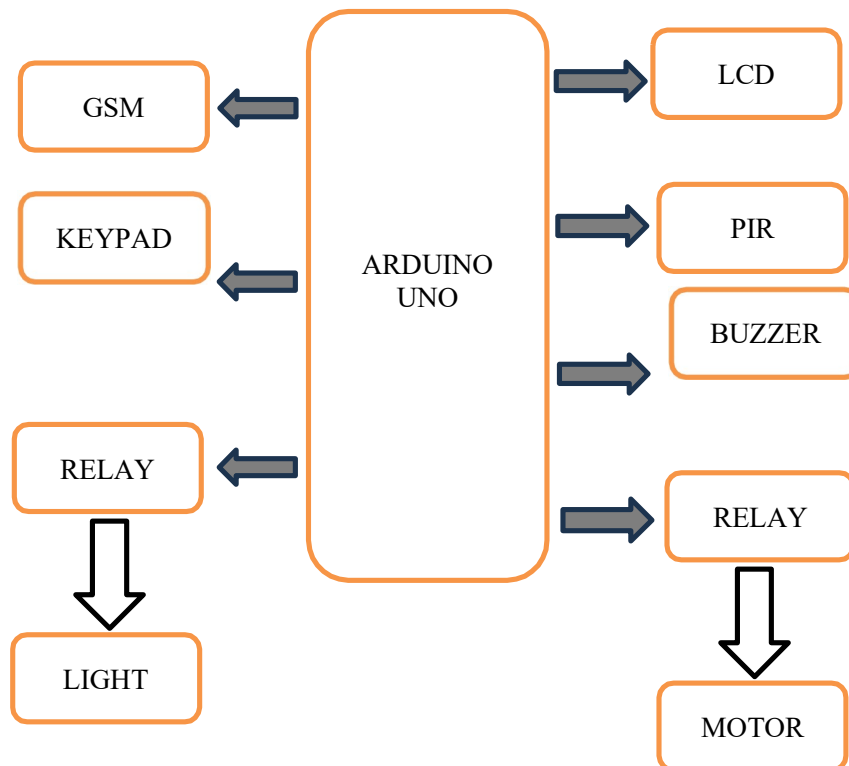 GSM
KEYPAD
RELAY
LIGHT
ARDUINO
UNO
LCD
PIR
BUZZER
RELAY
MOTOR